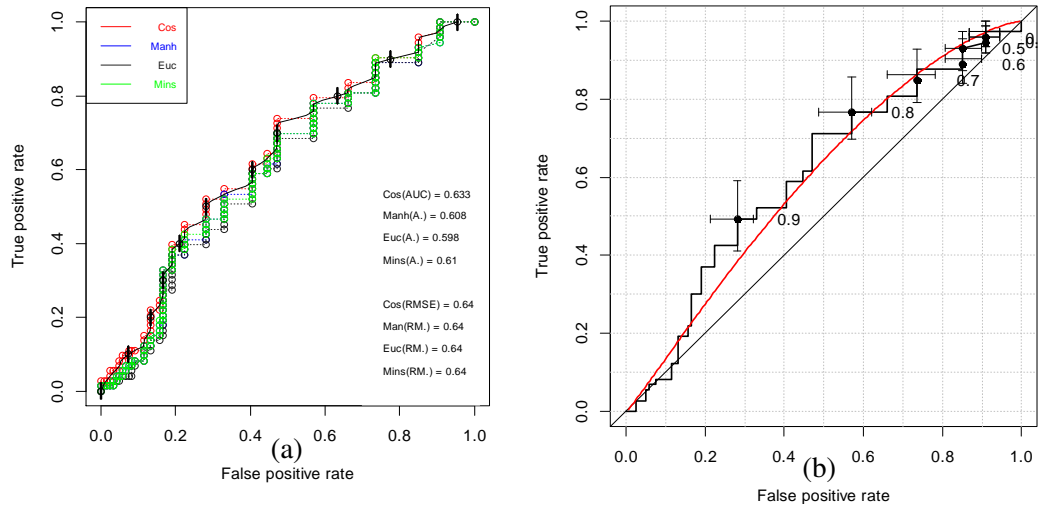 Cos
Manh
Euc
Mins
True positive rate
1.0
0.8
0.6
0.4
0.2
0.0
Cos(AUC) = 0.633
Manh(A.) = 0.608
Euc(A.) = 0.598
Mins(A.) = 0.61
Cos(RMSE) = 0.64
Man(RM.) = 0.64
Euc(RM.) = 0.64
Mins(RM.) = 0.64
0.0 0.2 0.4 0.6 0.8 1.0
(a)
False positive rate
True positive rate
1.0
0.8
0.6
0.4
0.2
0.0
0.5
0.6
0.7
0.8
0.9
0.0 0.2 0.4 0.6 0.8 1.0
(b)
False positive rate